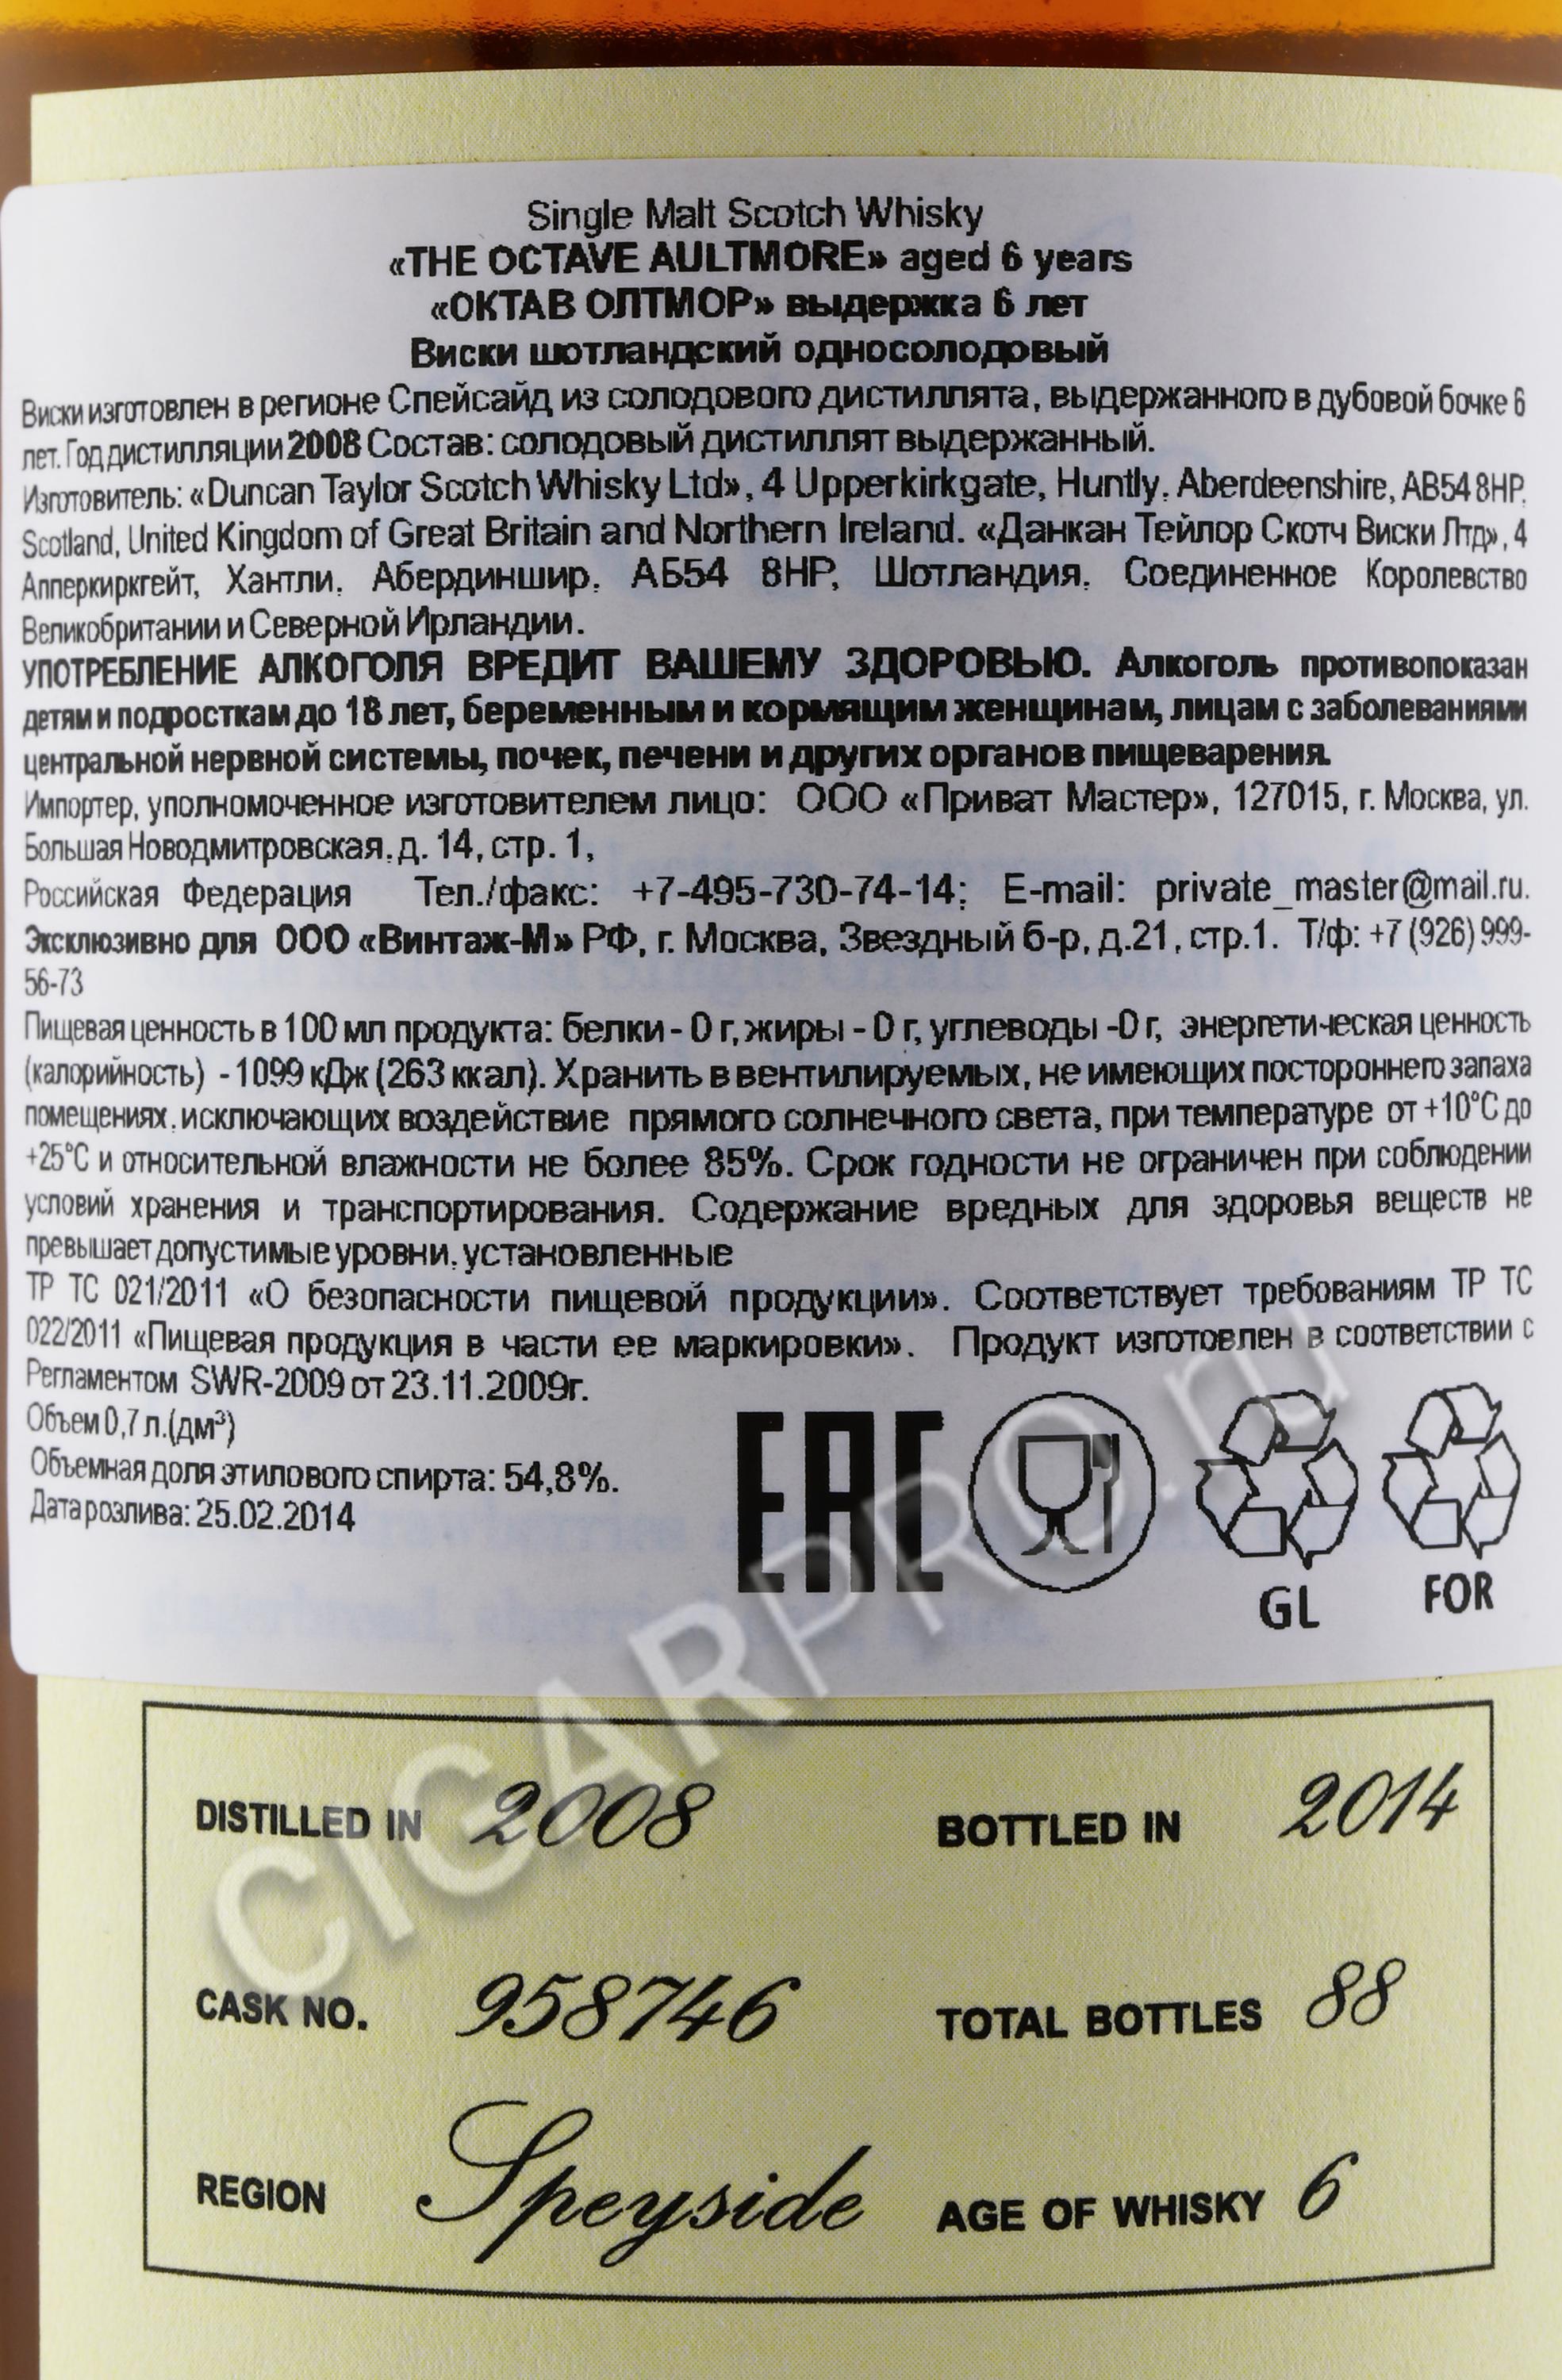 Single Malt Scotch Whisky
«THE OCTAVE AULTMORE» aged 6 years
«ОКТАВ ОЛТМОР» выдержка 6 лет
Виски шотландский односолодовый
Виски изготовлен в регионе Спейсайд из солодового дистиллята, выдержанного в дубовой бочке 6
лет. Год дистилляции 2008 Состав: солодовый дистиллят выдержанный.
Изготовитель: «Duncan Taylor Scotch Whisky Ltd», 4 Upperkirkgate, Huntly, Aberdeenshire, AB54 8HP,
Scotland, United Kingdom of Great Britain and Northern Ireland. «Данкан Тейлор Скотч Виски Лтд», 4
Апперкиркгейт, Хантли, Абердиншир, АБ54 8HP, Шотландия, Соединенное Королевство
Великобритании и Северной Ирландии.
УПОТРЕБЛЕНИЕ АЛКОГОЛЯ ВРЕДИТ ВАШЕМУ ЗДОРОВЬЮ. Алкоголь противопоказан
детям и подросткам до 18 лет, беременным и кормящим женщинам, лицам с заболеваниями
центральной нервной системы, почек, печени и других органов пищеварения.
Импортер, уполномоченное изготовителем лицо: ООО «Приват Мастер», 127015, г. Москва, ул.
Большая Новодмитровская, д. 14, стр. 1,
Российская Федерация Тел./факс: +7-495-730-74-14; E-mail: private_master@mail.ru.
Эксклюзивно для ООО «Винтаж-М» РФ, г. Москва, Звездный б-р, д.21, стр.1. Т/ф: +7 (926) 999-
56-73
Пищевая ценность в 100 мл продукта: белки - 0 г, жиры - 0 г, углеводы -0 г, энергетическая ценность
(калорийность) - 1099 кДж (263 ккал). Хранить в вентилируемых, не имеющих постороннего запаха
помещениях, исключающих воздействие прямого солнечного света, при температуре от +10°С до
+25°С и относительной влажности не более 85%. Срок годности не ограничен при соблюдении
условий хранения и транспортирования. Содержание вредных для здоровья веществ не
превышает допустимые уровни, установленные
ТР ТС 021/2011 «О безопасности пищевой продукции». Соответствует требованиям ТР ТС
022/2011 «Пищевая продукция в части ее маркировки». Продукт изготовлен в соответствии с
Регламентом SWR-2009 от 23.11.2009г.
Объем 0,7 л.(дм³)
Объемная доля этилового спирта: 54,8%.
Дата розлива: 25.02.2014
EAC
GL FOR
CIGARPRO.ru
DISTILLED IN 2008 BOTTLED IN 2014
CASK NO. 958746 TOTAL BOTTLES 88
REGION Speyside AGE OF WHISKY 6